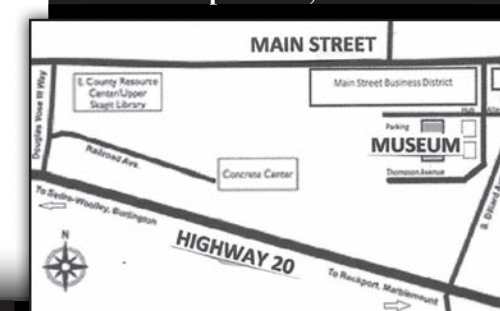 MAIN STREET
E. County Resource
Center/Upper
Skagit Library
Main Street Business District
Douglas Vose III Way
Parking
MUSEUM
Railroad Ave.
Concrete Center
Thompson Avenue
To Sedro-Woolley, Burlington
N
HIGHWAY 20
To Rockport, Marblemount
S. Dillard